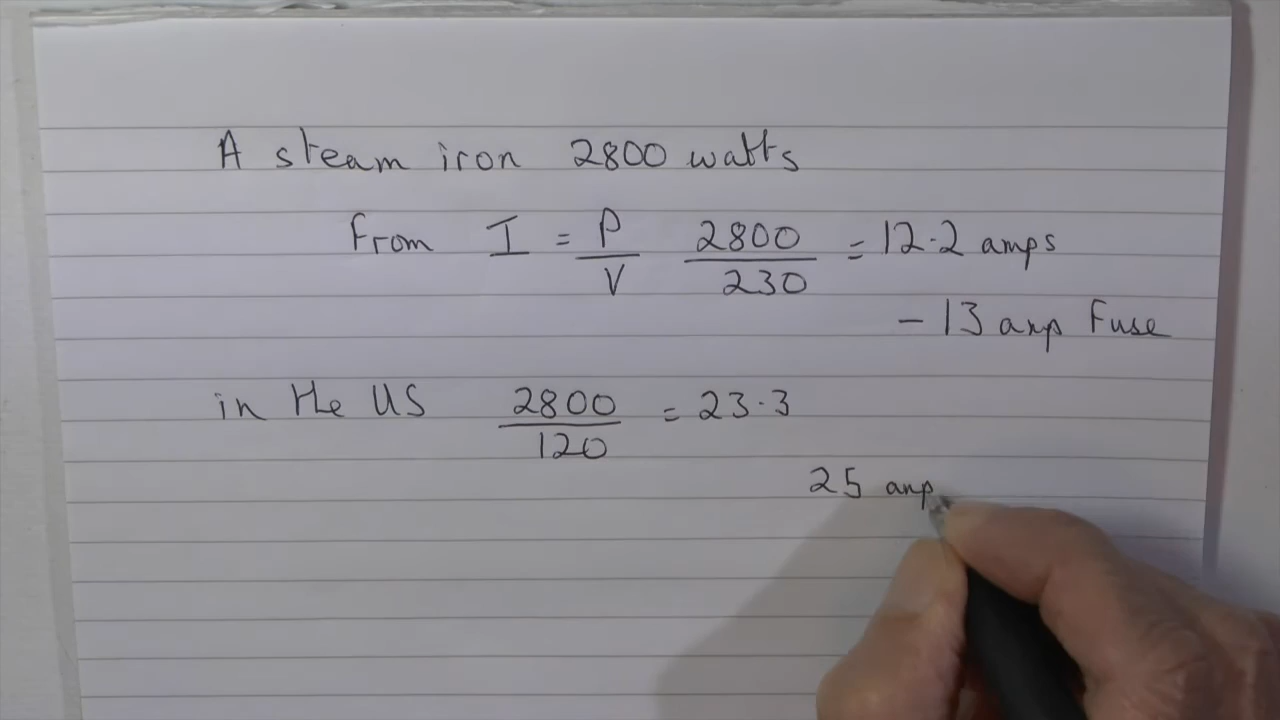 A steam iron 2800 watts
From I = P/V 2800/230 = 12.2 amps
- 13 amp Fuse
in the US 2800/120 = 23.3
25 amp